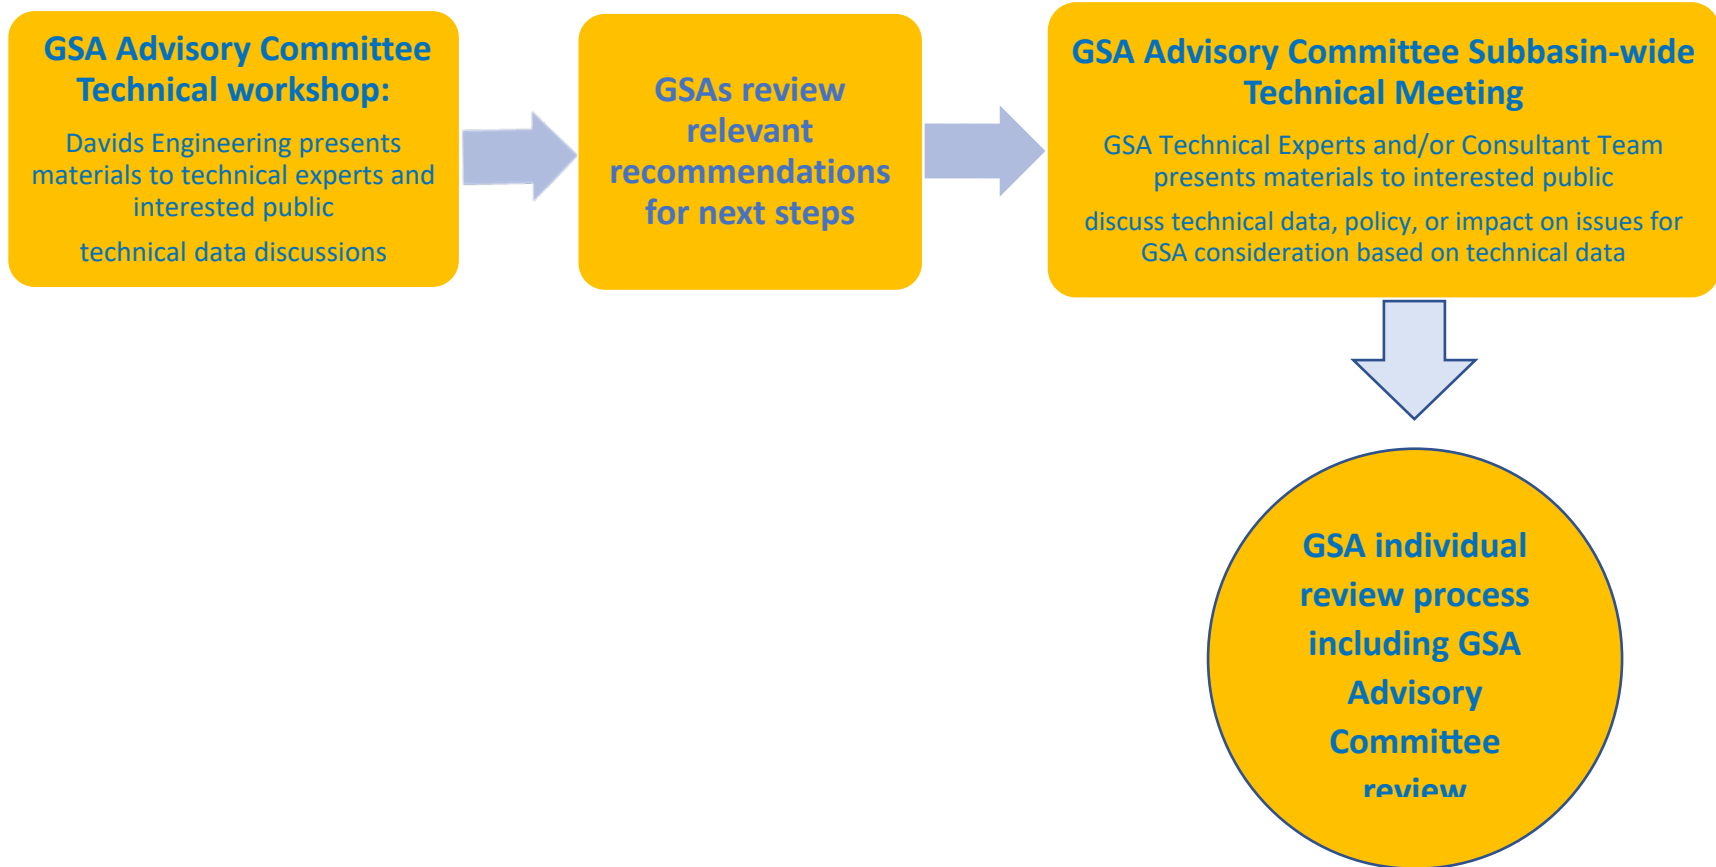 GSA Advisory Committee
Technical workshop:
Davids Engineering presents
materials to technical experts and
interested public
technical data discussions
GSAs review
relevant
recommendations
for next steps
GSA Advisory Committee Subbasin-wide
Technical Meeting
GSA Technical Experts and/or Consultant Team
presents materials to interested public
discuss technical data, policy, or impact on issues for
GSA consideration based on technical data
GSA individual
review process
including GSA
Advisory
Committee
review